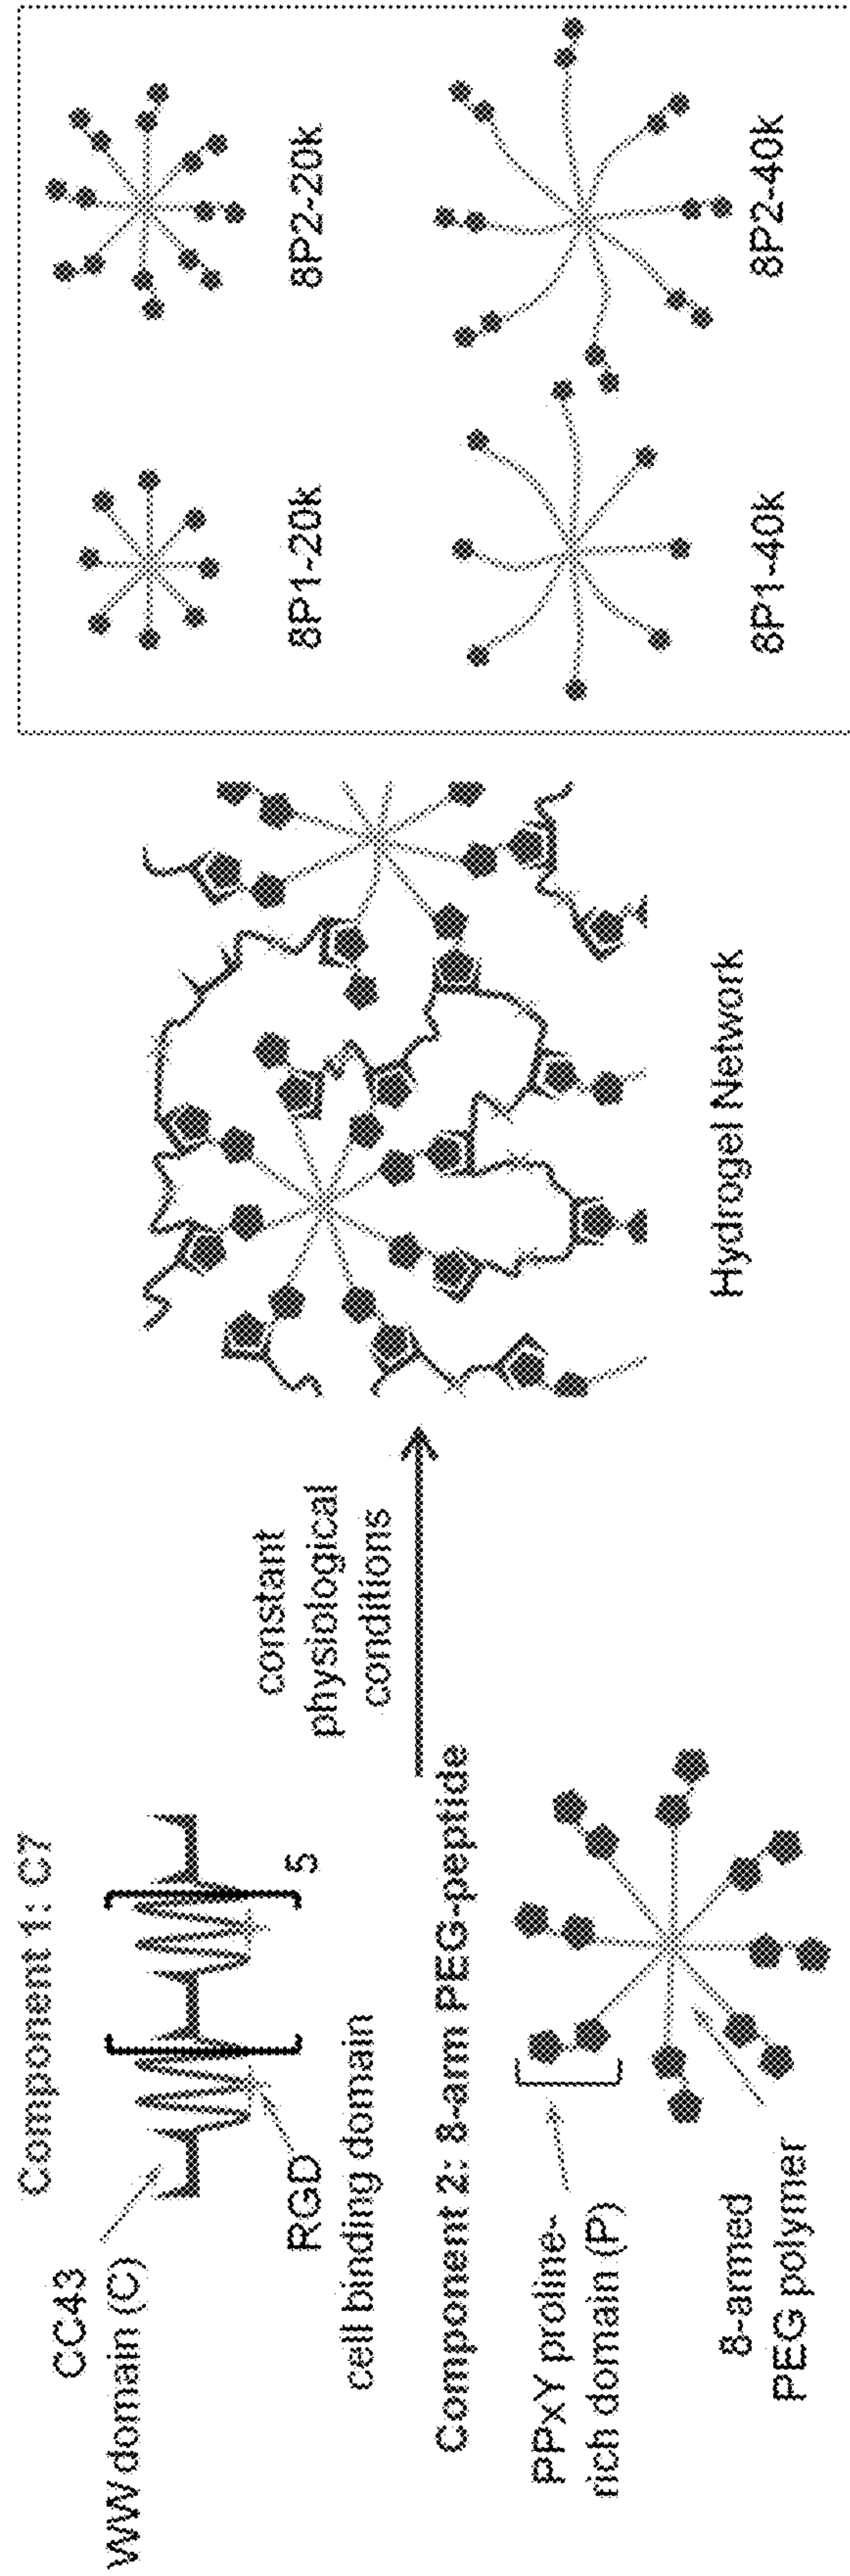 Component 1: C7
CC43
WW domain (C)
RGD
cell binding domain
5
Component 2: 8-arm PEG-peptide
PPxY proline-
rich domain (P)
8-armed
PEG polymer
constant
physiological
conditions
Hydrogel Network
8P1-20k
8P2-20k
8P1-40k
8P2-40k